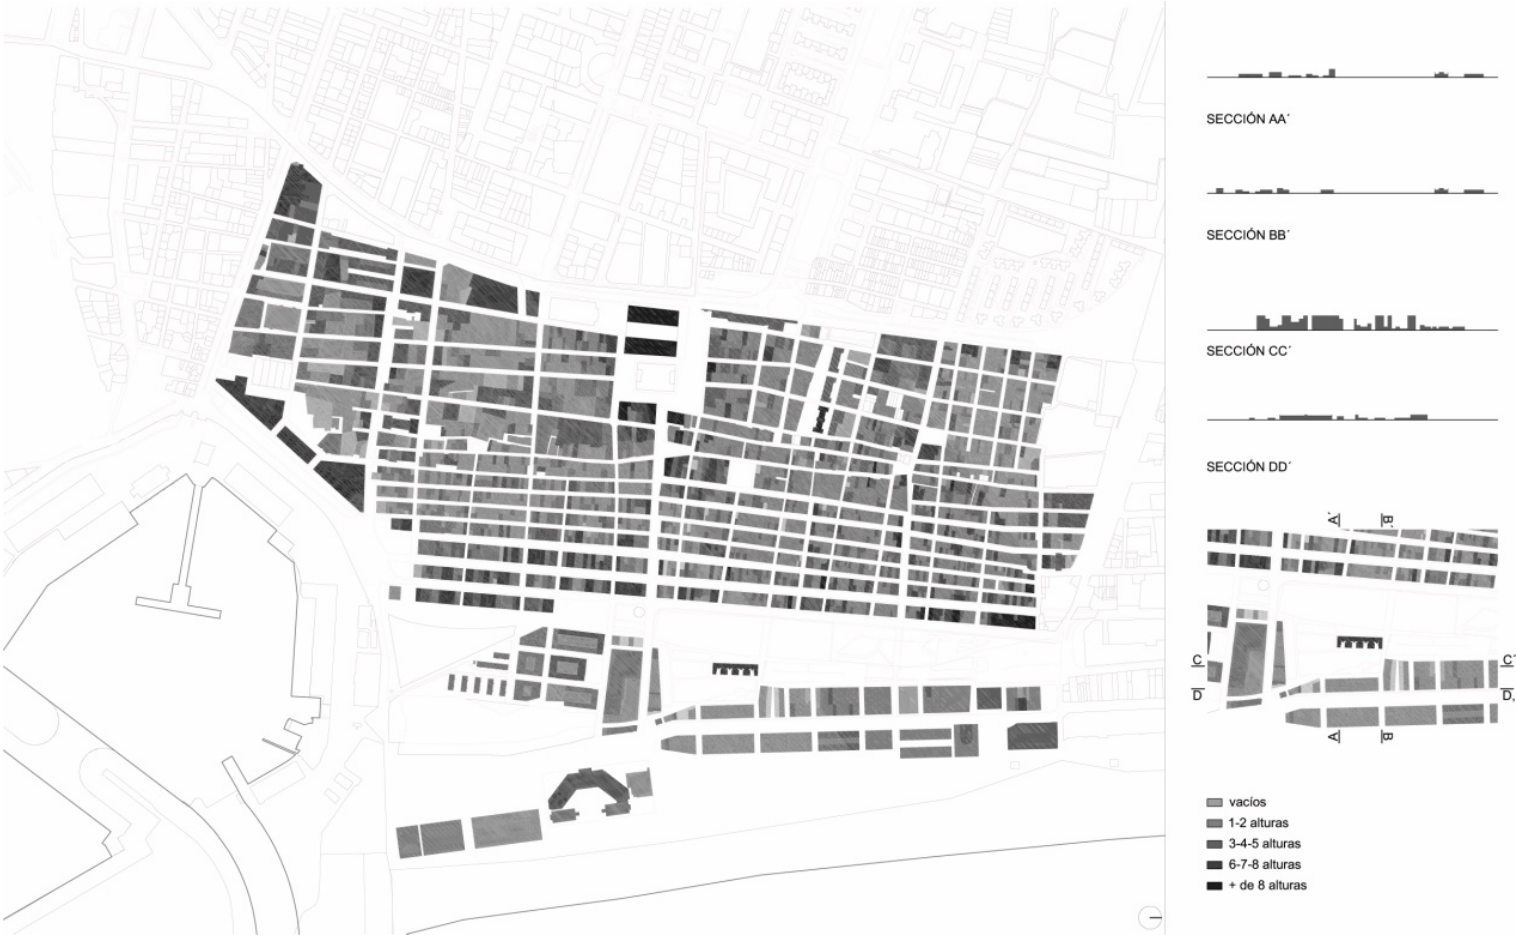 SECCIÓN AA´
SECCIÓN BB´
SECCIÓN CC´
SECCIÓN DD´
A´ B´
C C´
D D,
A B
vacíos
1-2 alturas
3-4-5 alturas
6-7-8 alturas
+ de 8 alturas